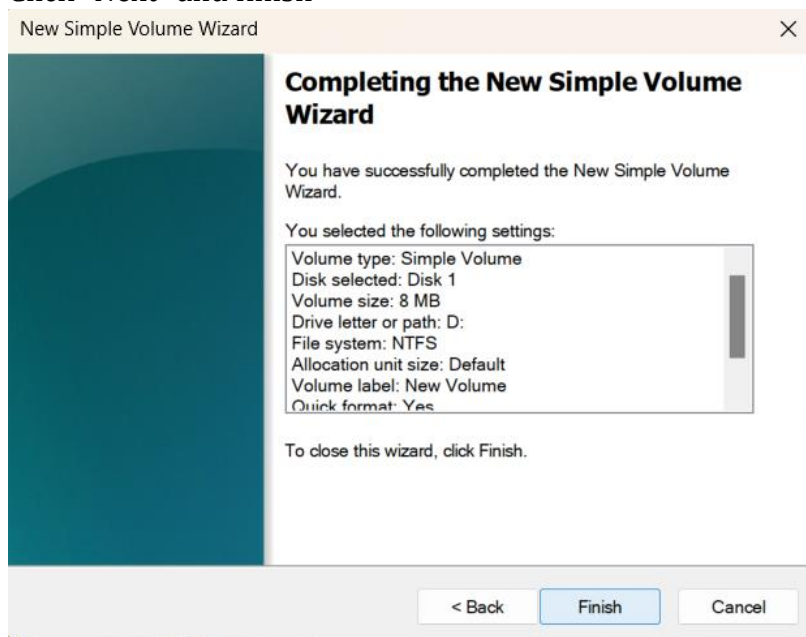 New Simple Volume Wizard
Completing the New Simple Volume
Wizard
You have successfully completed the New Simple Volume
Wizard.
You selected the following settings:
Volume type: Simple Volume
Disk selected: Disk 1
Volume size: 8 MB
Drive letter or path: D:
File system: NTFS
Allocation unit size: Default
Volume label: New Volume
Quick format: Yes
To close this wizard, click Finish.
< Back
Finish
Cancel